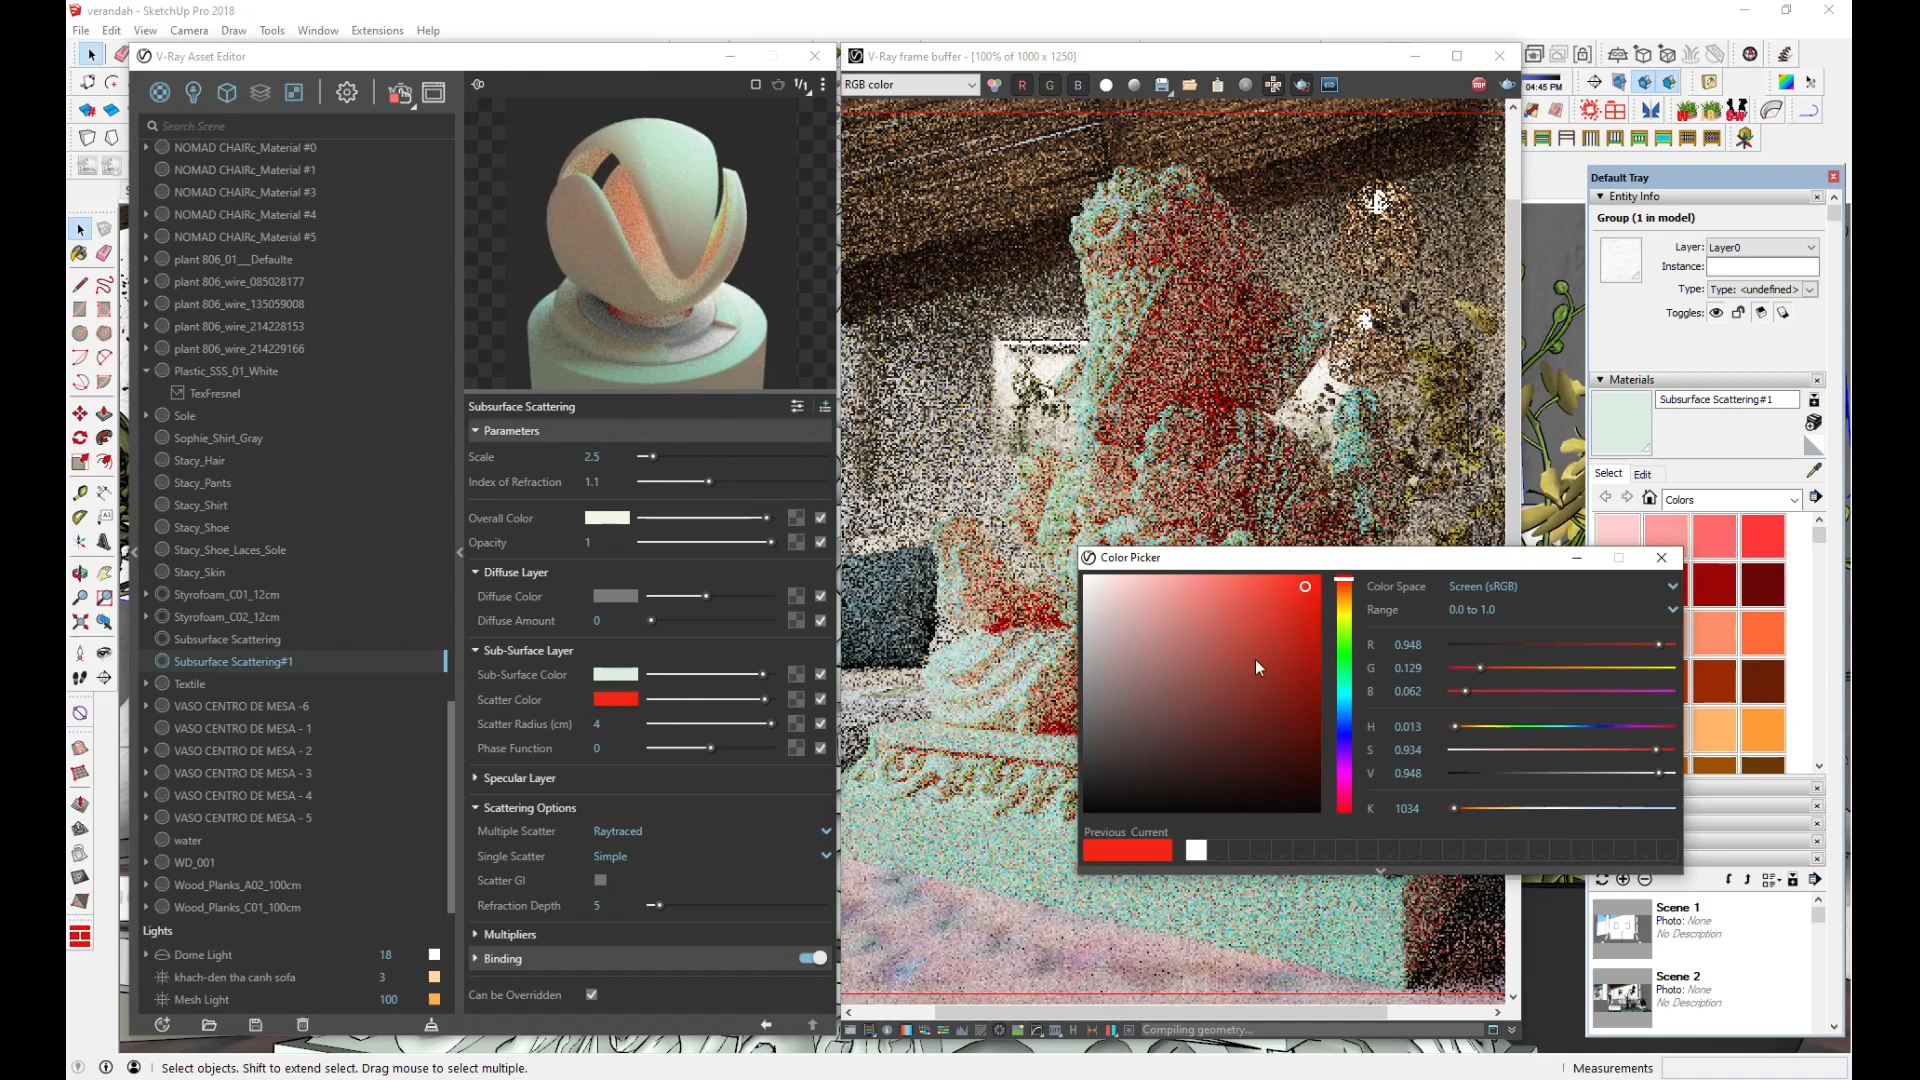 verandah - SketchUp Pro 2018
File Edit View Camera Draw Tools Window Extensions Help
V-Ray Asset Editor
V-Ray frame buffer - [100% of 1000 x 1250]
1/1
RGB color
R G B
STOP
04:45 PM
Search Scene
NOMAD CHAIRc_Material #0
NOMAD CHAIRc_Material #1
NOMAD CHAIRc_Material #3
NOMAD CHAIRc_Material #4
NOMAD CHAIRc_Material #5
plant 806_01__Defaulte
plant 806_wire_085028177
plant 806_wire_135059008
plant 806_wire_214228153
plant 806_wire_214229166
Plastic_SSS_01_White
TexFresnel
Sole
Sophie_Shirt_Gray
Stacy_Hair
Stacy_Pants
Stacy_Shirt
Stacy_Shoe
Stacy_Shoe_Laces_Sole
Stacy_Skin
Styrofoam_C01_12cm
Styrofoam_C02_12cm
Subsurface Scattering
Subsurface Scattering#1
Textile
VASO CENTRO DE MESA -6
VASO CENTRO DE MESA - 1
VASO CENTRO DE MESA - 2
VASO CENTRO DE MESA - 3
VASO CENTRO DE MESA - 4
VASO CENTRO DE MESA - 5
water
WD_001
Wood_Planks_A02_100cm
Wood_Planks_C01_100cm
Lights
Dome Light 18
khach-den tha canh sofa 3
Mesh Light 100
Subsurface Scattering
Parameters
Scale 2.5
Index of Refraction 1.1
Overall Color
Opacity 1
Diffuse Layer
Diffuse Color
Diffuse Amount 0
Sub-Surface Layer
Sub-Surface Color
Scatter Color
Scatter Radius (cm) 4
Phase Function 0
Specular Layer
Scattering Options
Multiple Scatter Raytraced
Single Scatter Simple
Scatter GI
Refraction Depth 5
Multipliers
Binding
Can be Overridden
Color Picker
Color Space Screen (sRGB)
Range 0.0 to 1.0
R 0.948
G 0.129
B 0.062
H 0.013
S 0.934
V 0.948
K 1034
Previous Current
Compiling geometry...
Default Tray
Entity Info
Group (1 in model)
Layer: Layer0
Instance:
Type: Type: <undefined>
Toggles:
Materials
Subsurface Scattering#1
Select Edit
Colors
Scene 1
Photo: None
No Description
Scene 2
Photo: None
No Description
Select objects. Shift to extend select. Drag mouse to select multiple.
Measurements